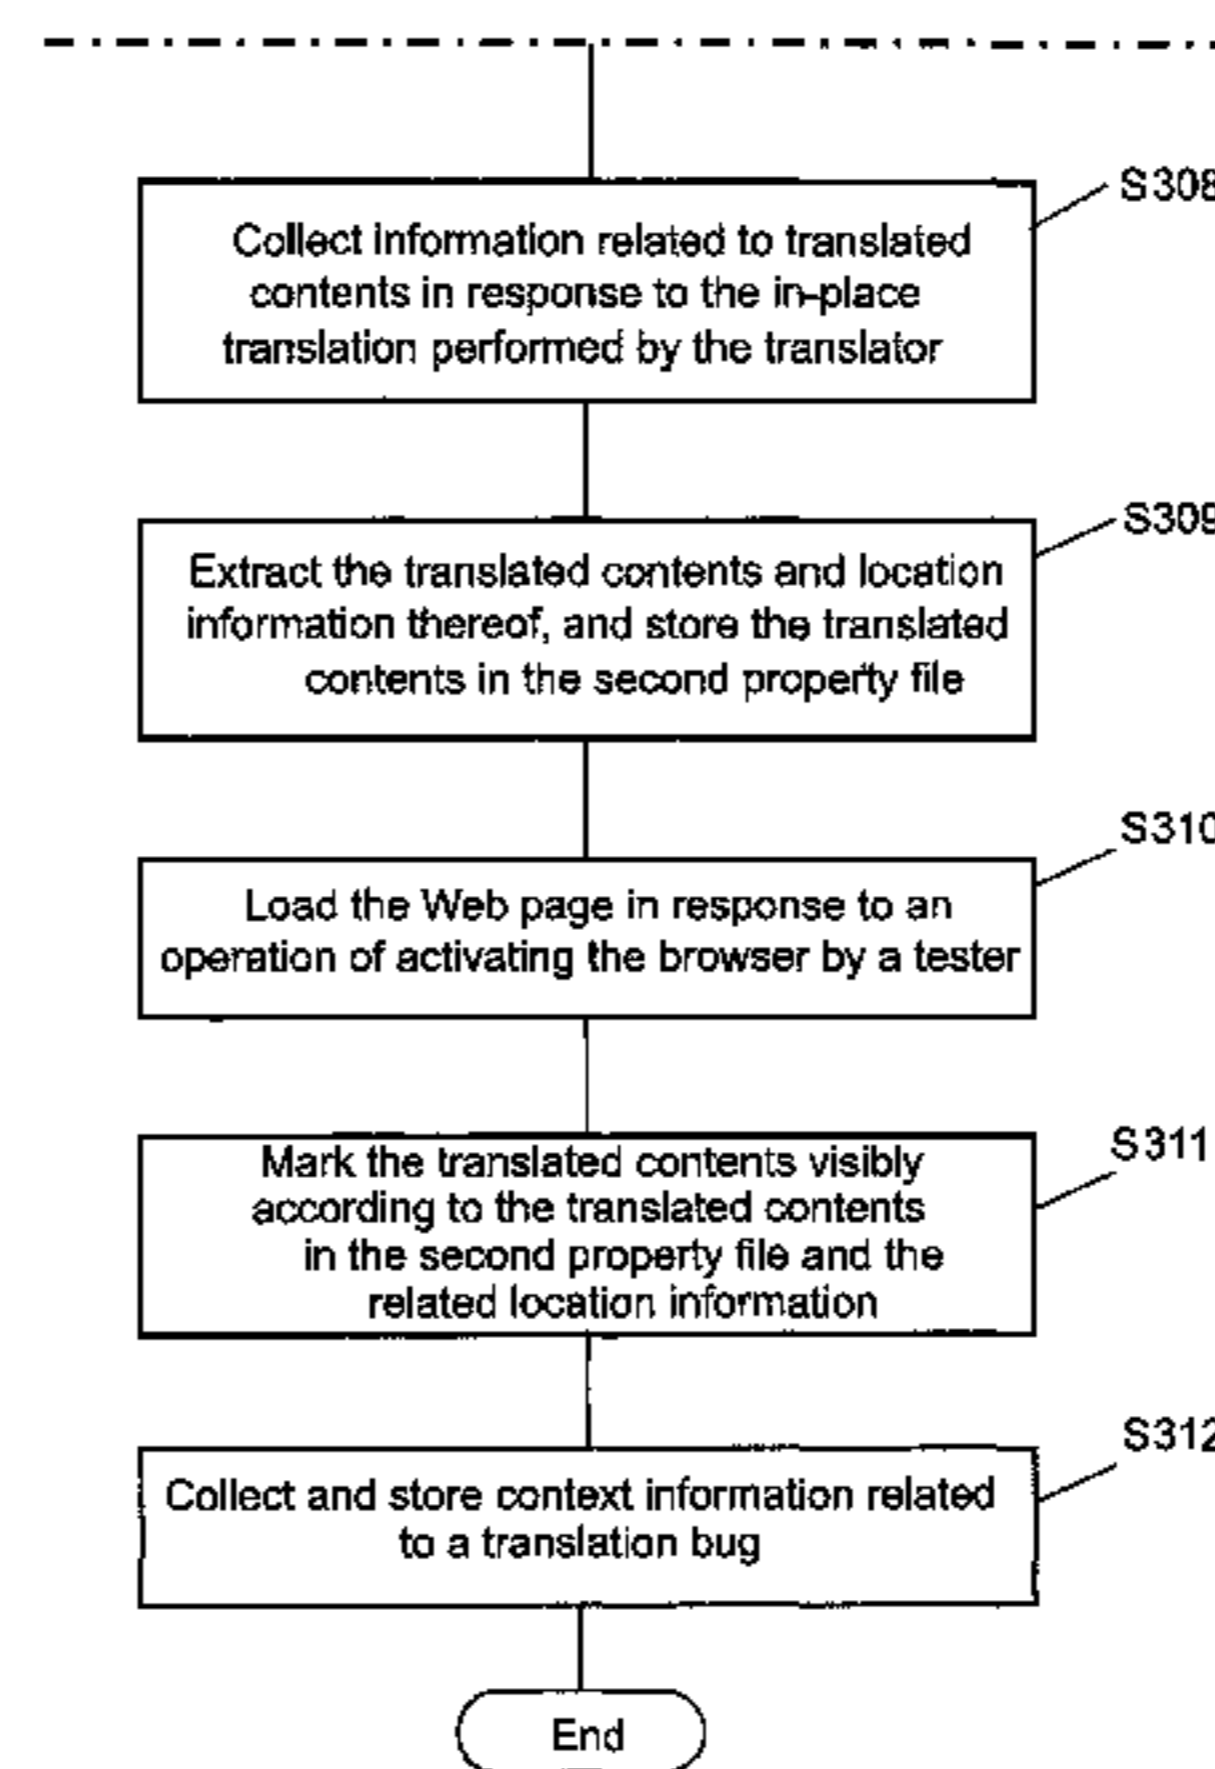 S308
Collect information related to translated
contents in response to the in-place
translation performed by the translator
S309
Extract the translated contents and location
information thereof, and store the translated
contents in the second property file
S310
Load the Web page in response to an
operation of activating the browser by a tester
S311
Mark the translated contents visibly
according to the translated contents
in the second property file and the
related location information
S312
Collect and store context information related
to a translation bug
End